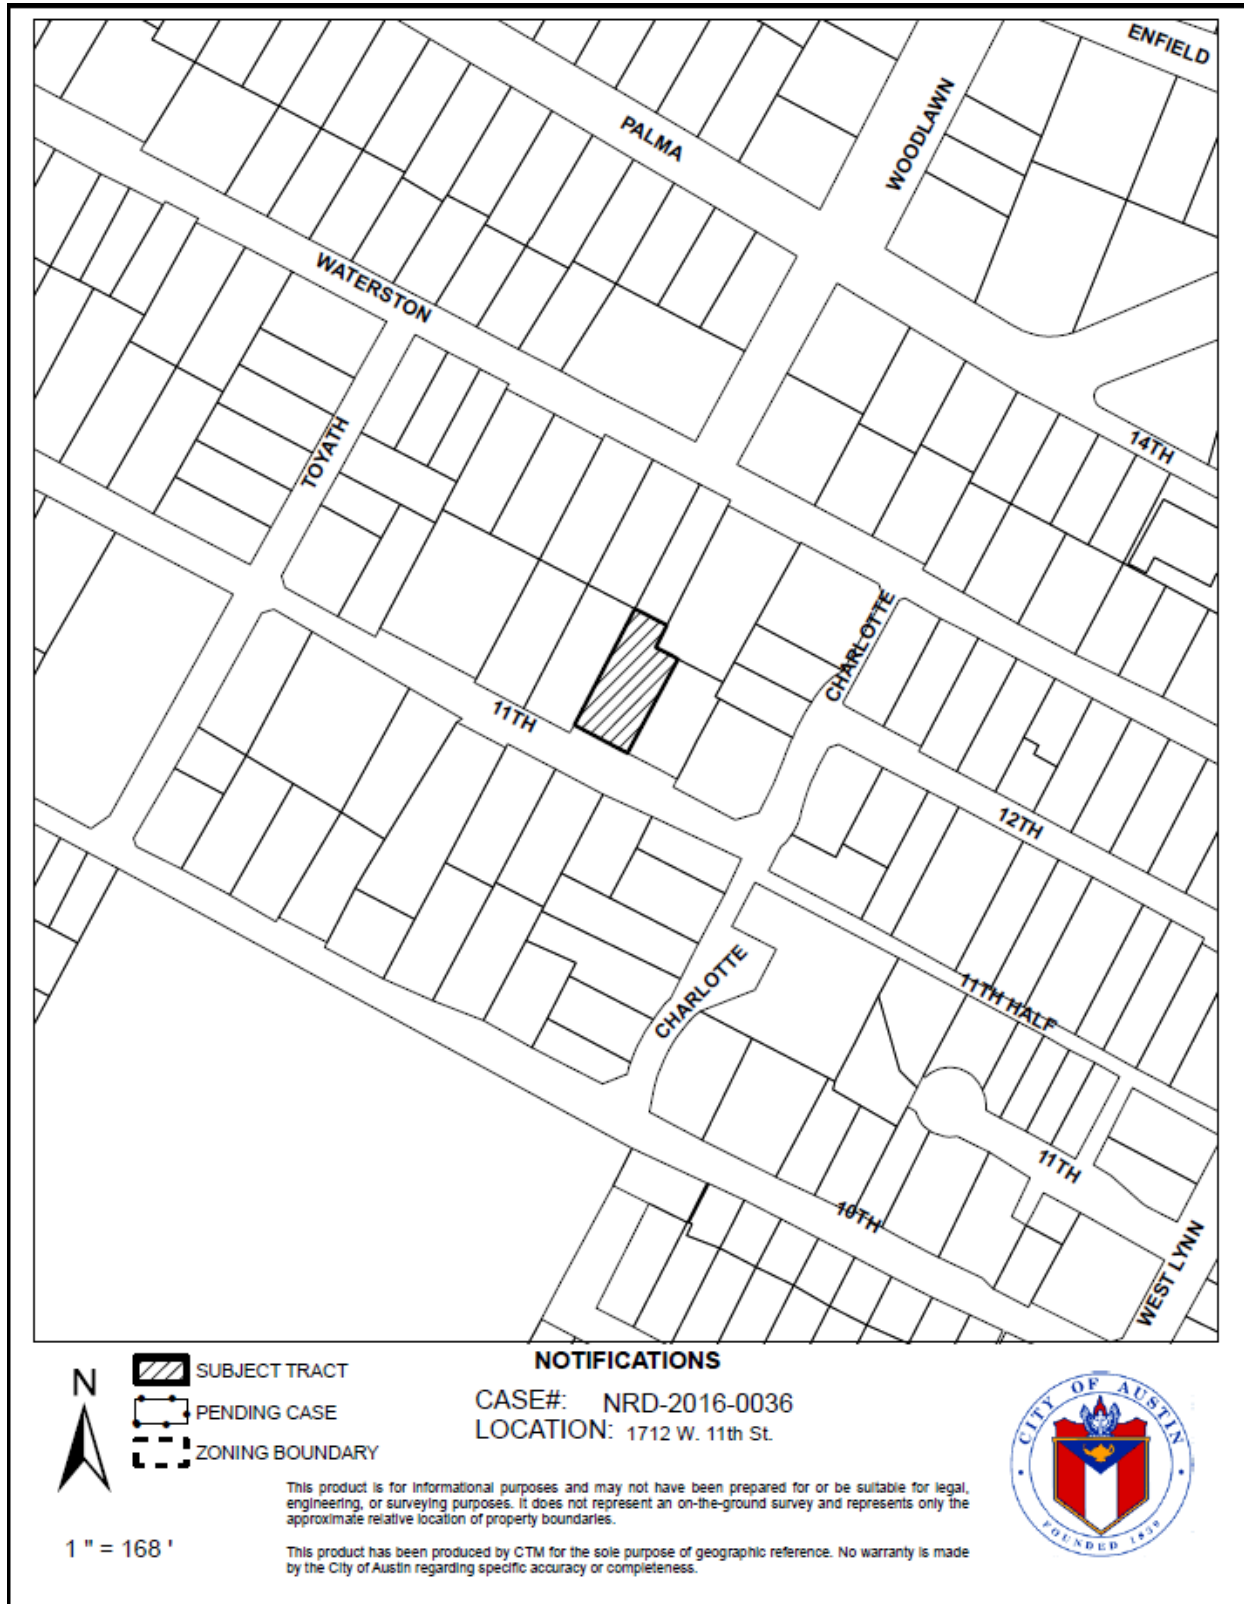 ENFIELD
PALMA
WOODLAWN
WATERSTON
TOYATH
14TH
CHARLOTTE
11TH
12TH
CHARLOTTE
11TH HALF
11TH
10TH
WEST LYNN
N
SUBJECT TRACT
PENDING CASE
ZONING BOUNDARY
1 " = 168 '
NOTIFICATIONS
CASE#: NRD-2016-0036
LOCATION: 1712 W. 11th St.
This product is for informational purposes and may not have been prepared for or be suitable for legal,
engineering, or surveying purposes. It does not represent an on-the-ground survey and represents only the
approximate relative location of property boundaries.
This product has been produced by CTM for the sole purpose of geographic reference. No warranty is made
by the City of Austin regarding specific accuracy or completeness.
CITY OF AUSTIN
FOUNDED 1839